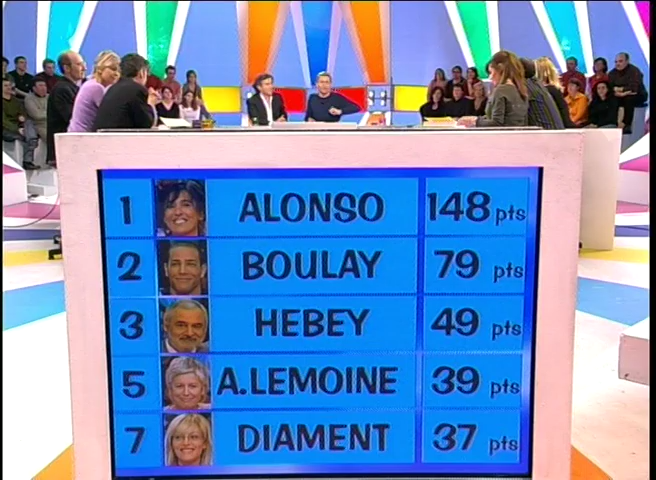 1 ALONSO 148 pts
2 BOULAY 79 pts
3 HEBEY 49 pts
5 A.LEMOINE 39 pts
7 DIAMENT 37 pts